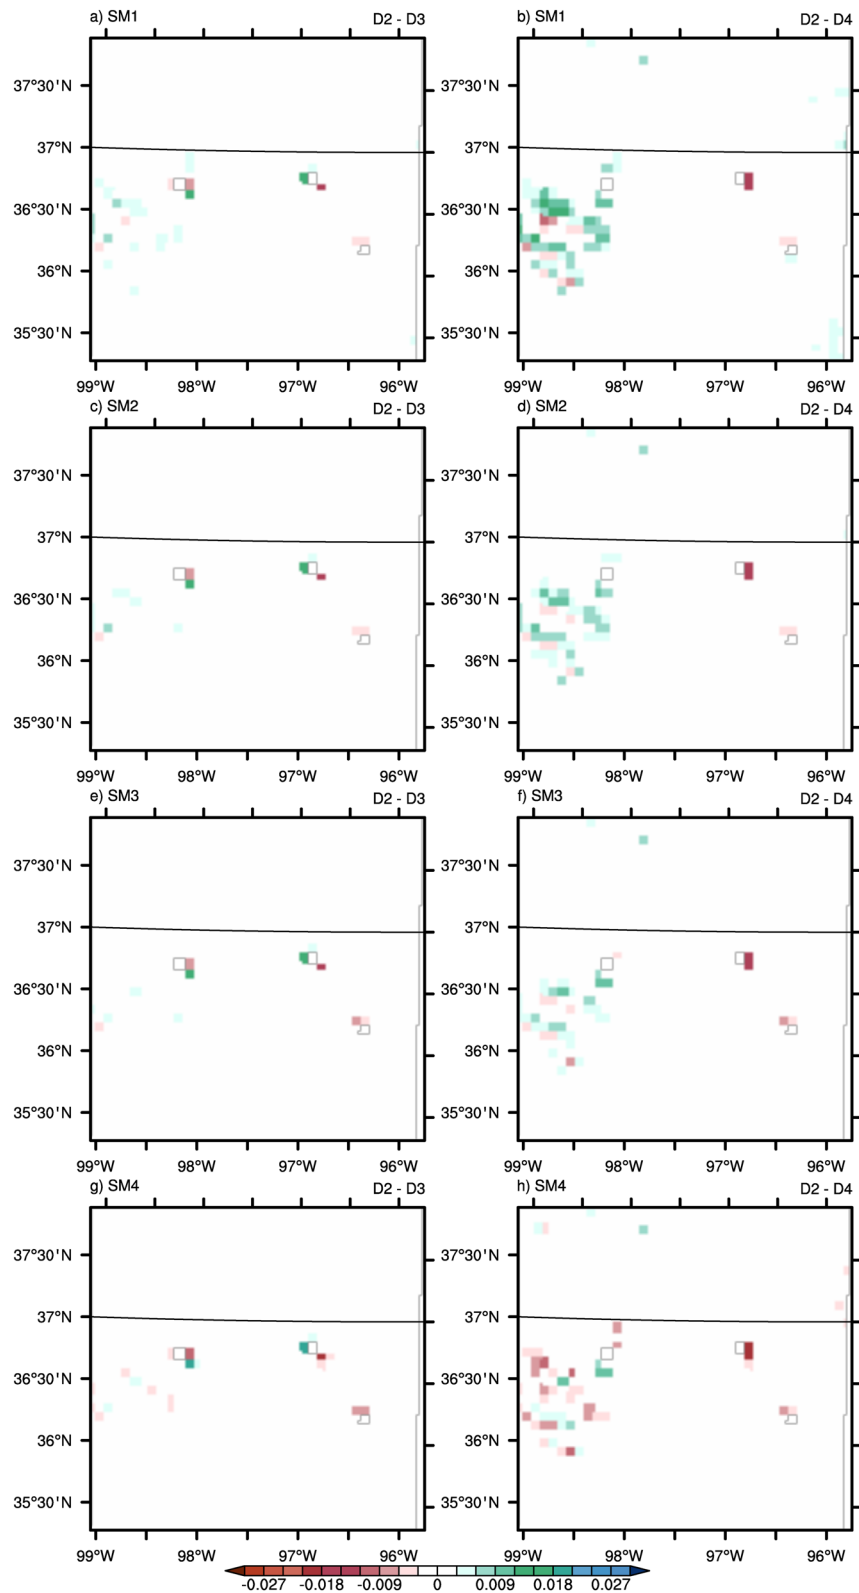 a) SM1 D2 - D3 b) SM1 D2 - D4
37°30'N 37°30'N
37°N 37°N
36°30'N 36°30'N
36°N 36°N
35°30'N 35°30'N
99°W 98°W 97°W 96°W 99°W 98°W 97°W 96°W
c) SM2 D2 - D3 d) SM2 D2 - D4
37°30'N 37°30'N
37°N 37°N
36°30'N 36°30'N
36°N 36°N
35°30'N 35°30'N
99°W 98°W 97°W 96°W 99°W 98°W 97°W 96°W
e) SM3 D2 - D3 f) SM3 D2 - D4
37°30'N 37°30'N
37°N 37°N
36°30'N 36°30'N
36°N 36°N
35°30'N 35°30'N
99°W 98°W 97°W 96°W 99°W 98°W 97°W 96°W
g) SM4 D2 - D3 h) SM4 D2 - D4
37°30'N 37°30'N
37°N 37°N
36°30'N 36°30'N
36°N 36°N
35°30'N 35°30'N
99°W 98°W 97°W 96°W 99°W 98°W 97°W 96°W
-0.027 -0.018 -0.009 0 0.009 0.018 0.027